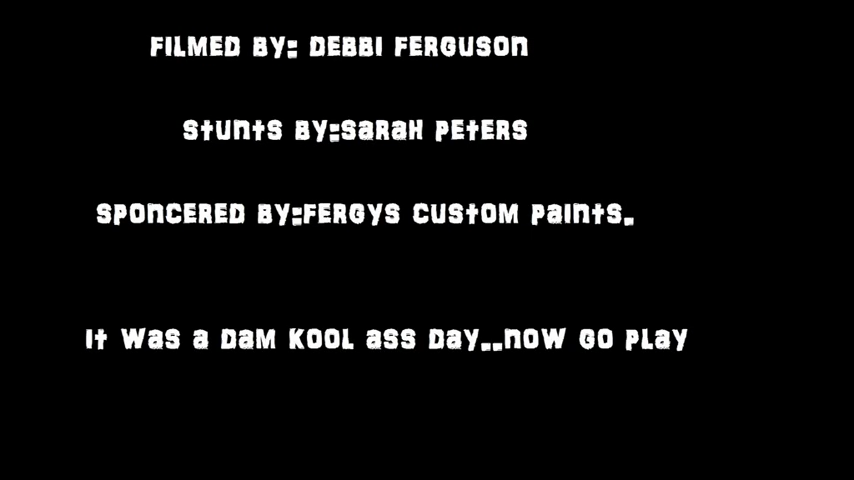 FILMED BY: DEBBI FERGUSON
StuntS BY:SaRaH PEtERS
SPONCERED BY:FERGYS CUStOM PaIntS.
It WaS a DaM KOOL aSS DaY..nOW GO PLaY